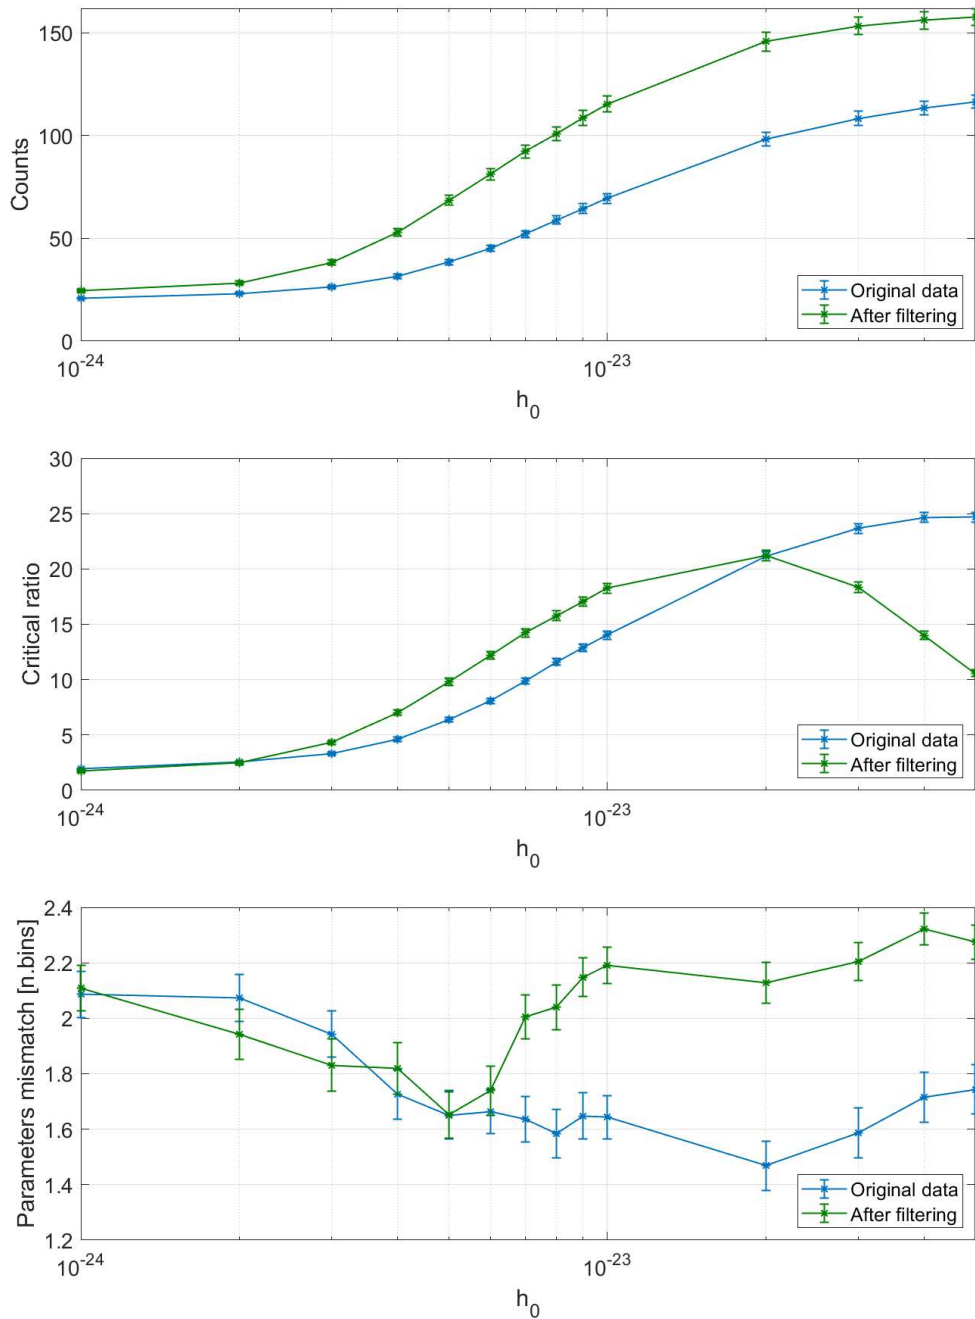 150
100
50
0
Counts
10^-24
10^-23
h_0
Original data
After filtering
30
25
20
15
10
5
0
Critical ratio
10^-24
10^-23
h_0
Original data
After filtering
2.4
2.2
2
1.8
1.6
1.4
1.2
Parameters mismatch [n.bins]
10^-24
10^-23
h_0
Original data
After filtering